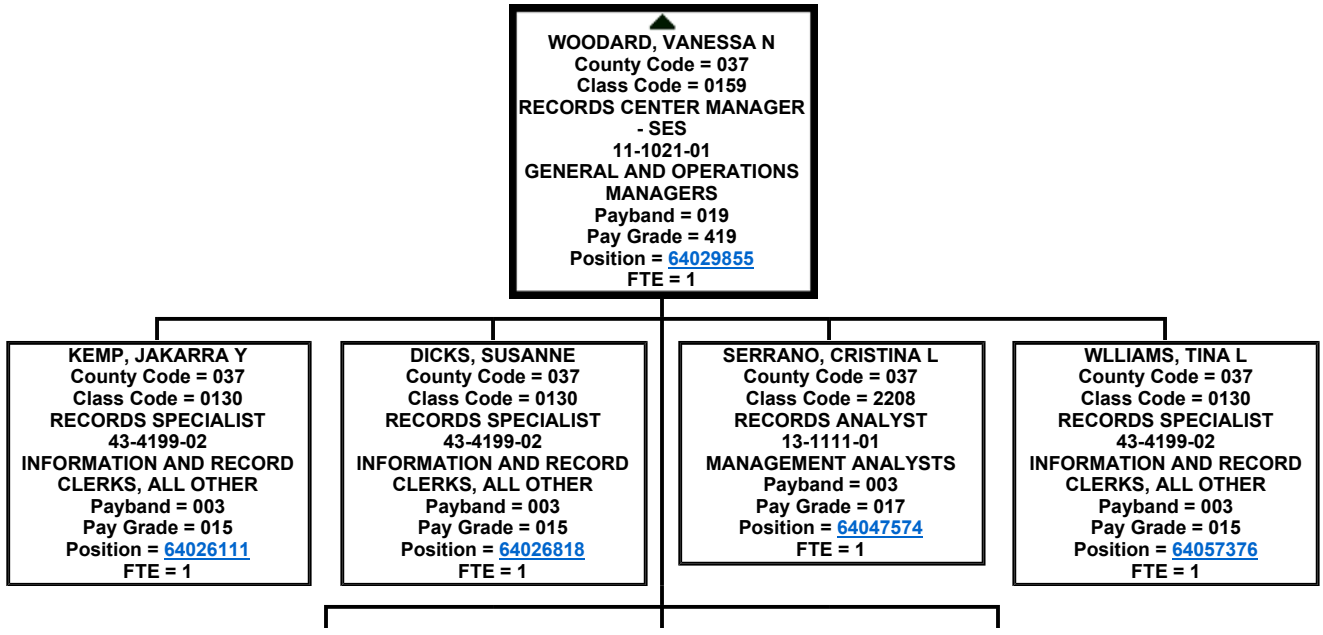 WOODARD, VANESSA N
County Code = 037
Class Code = 0159
RECORDS CENTER MANAGER
- SES
11-1021-01
GENERAL AND OPERATIONS
MANAGERS
Payband = 019
Pay Grade = 419
Position = 64029855
FTE = 1
KEMP, JAKARRA Y
County Code = 037
Class Code = 0130
RECORDS SPECIALIST
43-4199-02
INFORMATION AND RECORD
CLERKS, ALL OTHER
Payband = 003
Pay Grade = 015
Position = 64026111
FTE = 1
DICKS, SUSANNE
County Code = 037
Class Code = 0130
RECORDS SPECIALIST
43-4199-02
INFORMATION AND RECORD
CLERKS, ALL OTHER
Payband = 003
Pay Grade = 015
Position = 64026818
FTE = 1
SERRANO, CRISTINA L
County Code = 037
Class Code = 2208
RECORDS ANALYST
13-1111-01
MANAGEMENT ANALYSTS
Payband = 003
Pay Grade = 017
Position = 64047574
FTE = 1
WLLIAMS, TINA L
County Code = 037
Class Code = 0130
RECORDS SPECIALIST
43-4199-02
INFORMATION AND RECORD
CLERKS, ALL OTHER
Payband = 003
Pay Grade = 015
Position = 64057376
FTE = 1